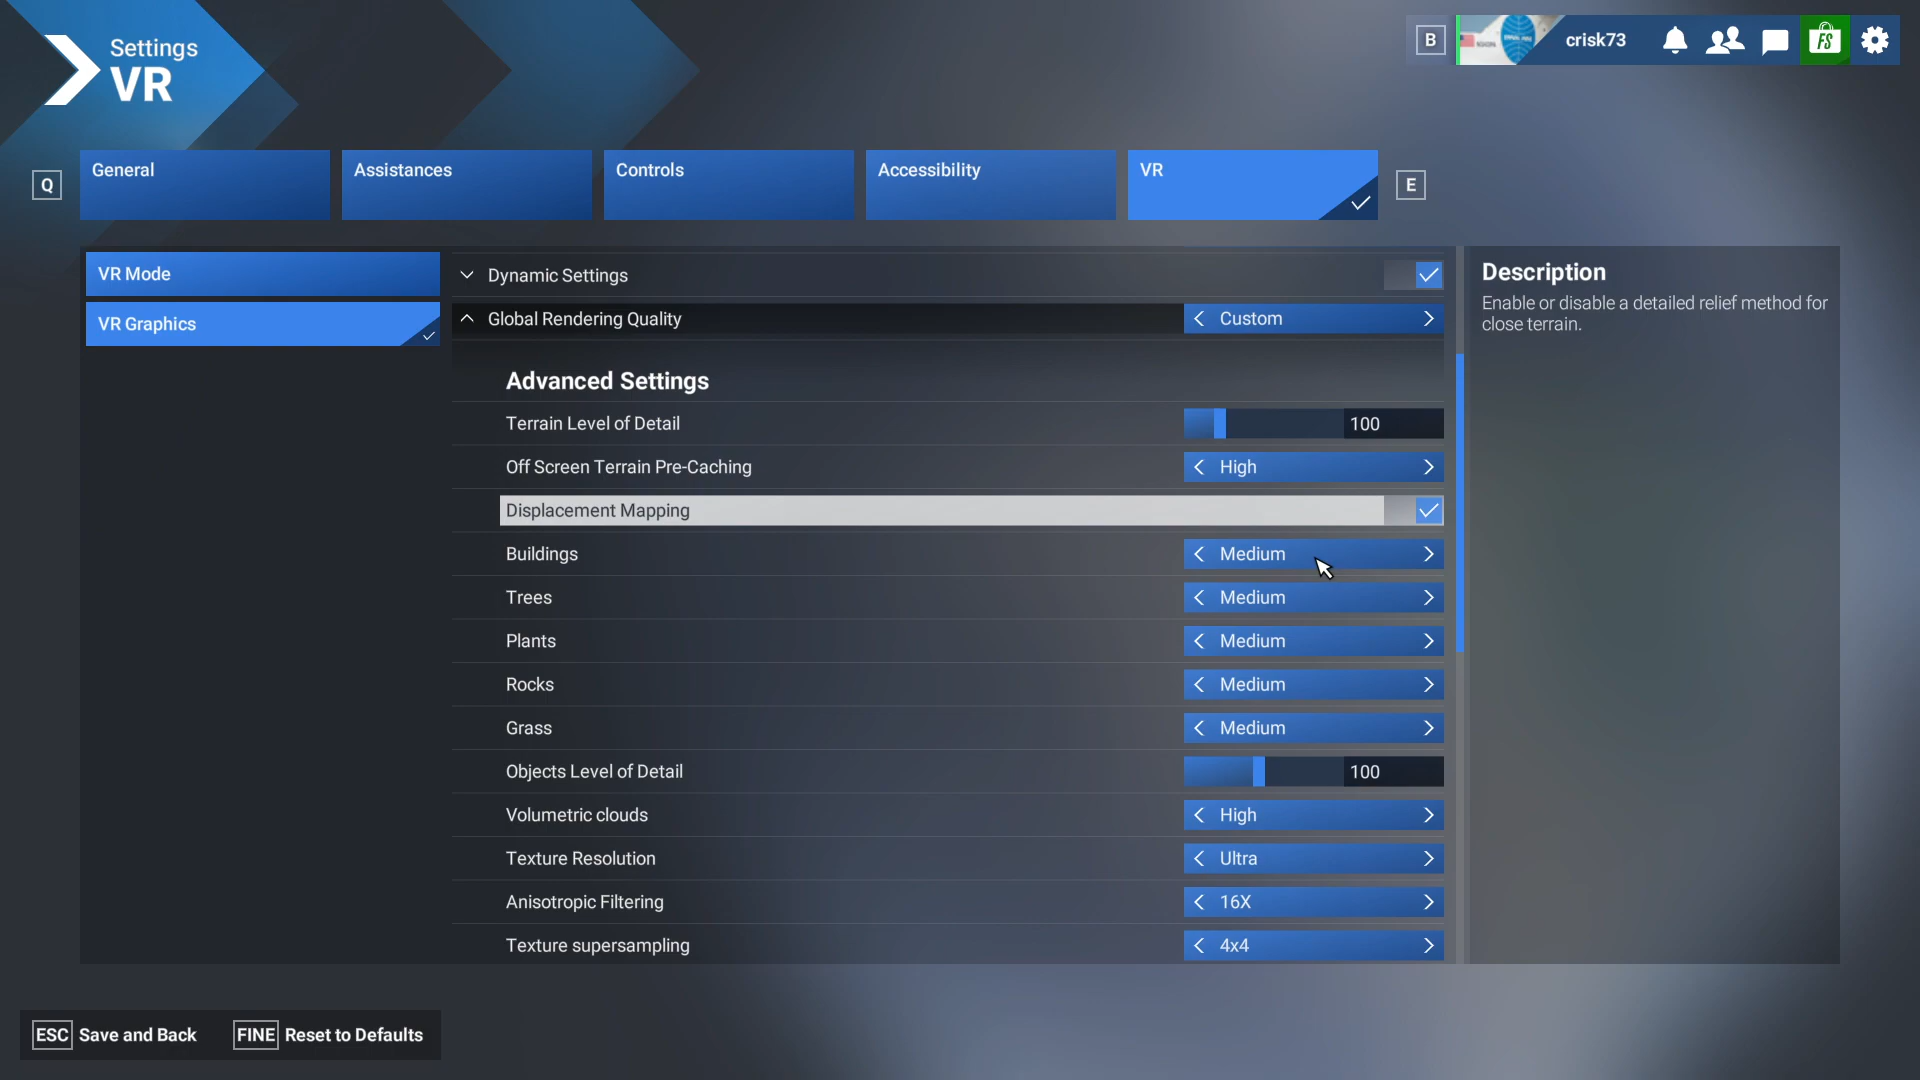 Settings
VR
B
crisk73
FS
Q
General
Assistances
Controls
Accessibility
VR
E
VR Mode
VR Graphics
Dynamic Settings
Global Rendering Quality
Custom
Advanced Settings
Terrain Level of Detail
100
Off Screen Terrain Pre-Caching
High
Displacement Mapping
Buildings
Medium
Trees
Medium
Plants
Medium
Rocks
Medium
Grass
Medium
Objects Level of Detail
100
Volumetric clouds
High
Texture Resolution
Ultra
Anisotropic Filtering
16X
Texture supersampling
4x4
Description
Enable or disable a detailed relief method for
close terrain.
ESC Save and Back
FINE Reset to Defaults